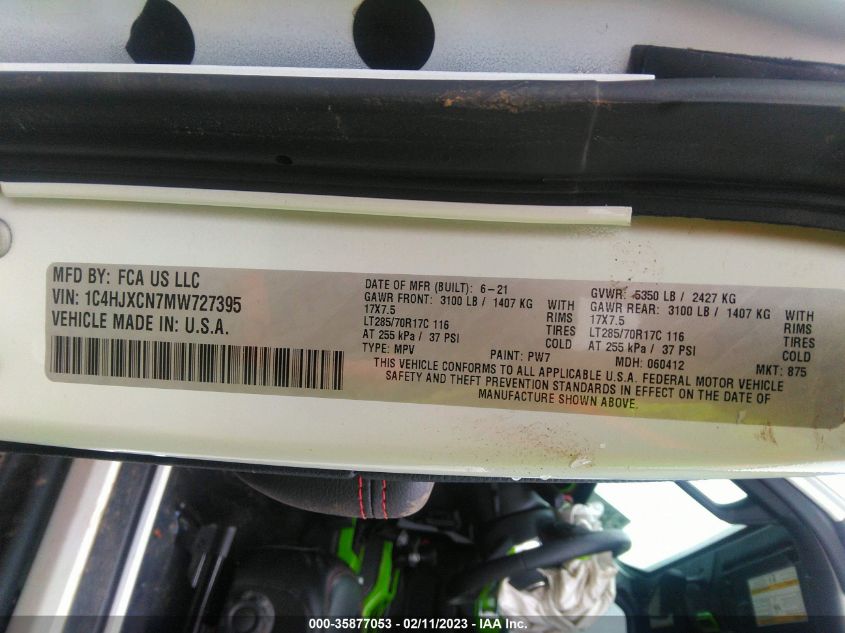 MFD BY: FCA US LLC
VIN: 1C4HJXCN7MW727395
VEHICLE MADE IN: U.S.A.
DATE OF MFR (BUILT): 6-21
GAWR FRONT: 3100 LB / 1407 KG WITH
17X7.5 RIMS
LT285/70R17C 116 TIRES
AT 255 kPa / 37 PSI COLD
TYPE: MPV PAINT: PW7
GVWR: 5350 LB / 2427 KG
GAWR REAR: 3100 LB / 1407 KG WITH
17X7.5 RIMS
LT285/70R17C 116 TIRES
AT 255 kPa / 37 PSI COLD
MDH: 060412 MKT: 875
THIS VEHICLE CONFORMS TO ALL APPLICABLE U.S.A. FEDERAL MOTOR VEHICLE
SAFETY AND THEFT PREVENTION STANDARDS IN EFFECT ON THE DATE OF
MANUFACTURE SHOWN ABOVE.
000-35877053 - 02/11/2023 - IAA Inc.